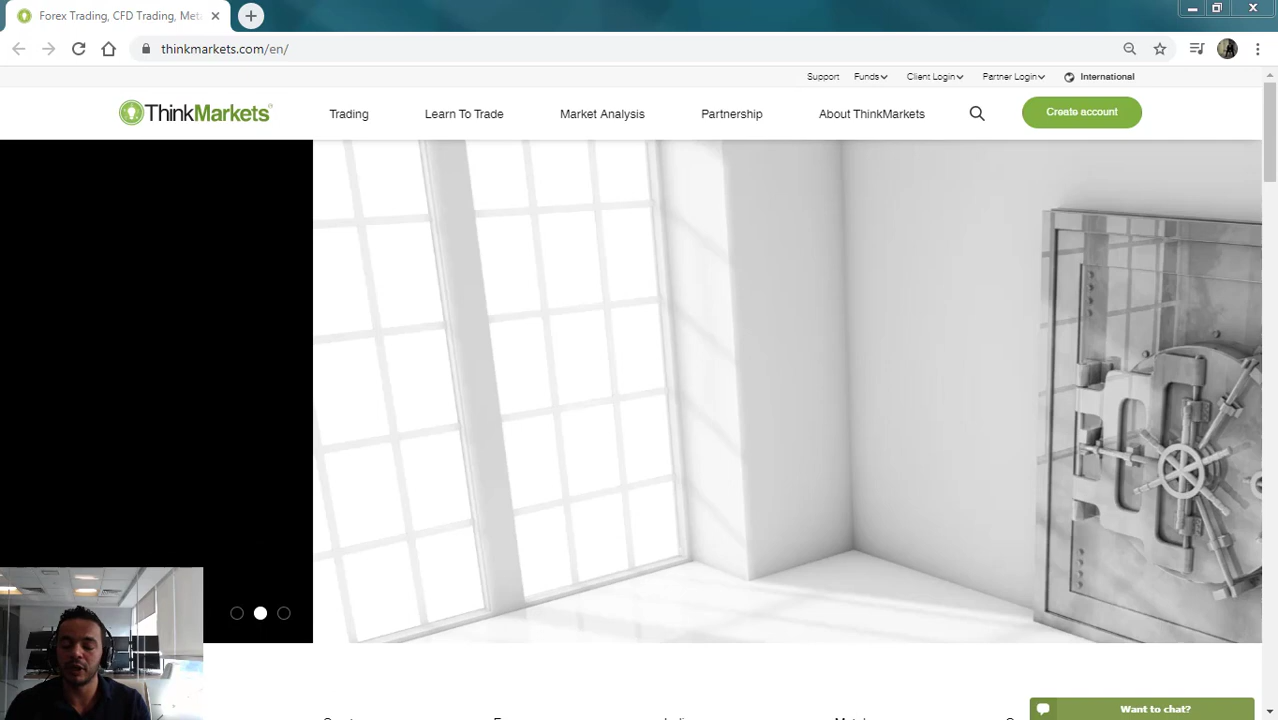 Forex Trading, CFD Trading, Met
thinkmarkets.com/en/
Support Funds Client Login Partner Login International
ThinkMarkets
Trading Learn To Trade Market Analysis Partnership About ThinkMarkets Create account
Want to chat?